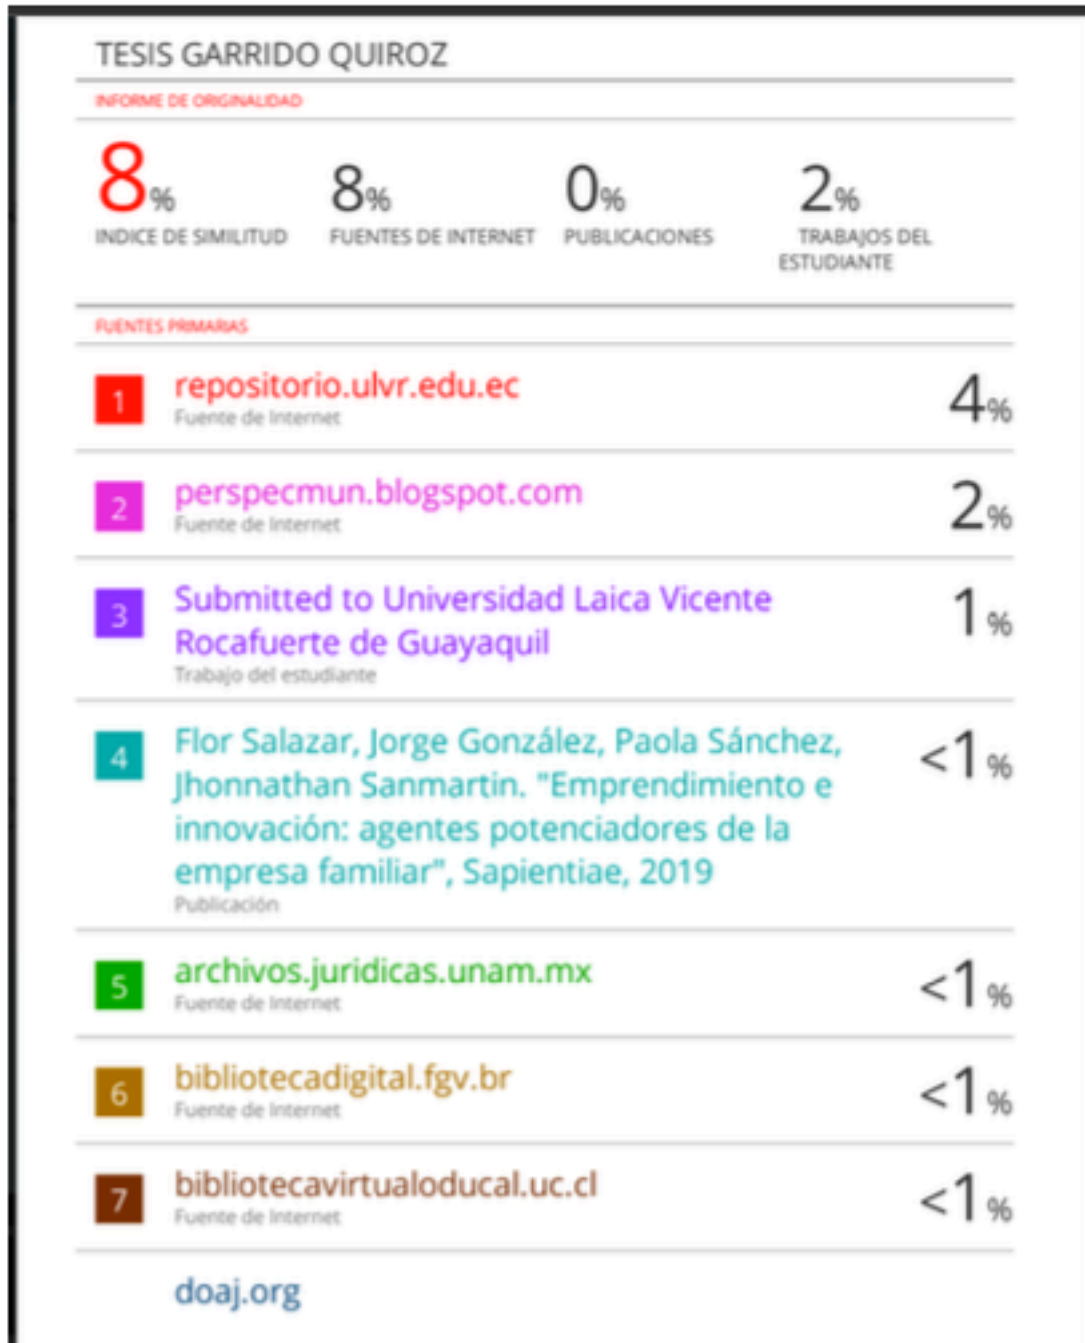 TESIS GARRIDO QUIROZ
INFORME DE ORIGINALIDAD
8% 8% 0% 2%
INDICE DE SIMILITUD FUENTES DE INTERNET PUBLICACIONES TRABAJOS DEL
ESTUDIANTE
FUENTES PRIMARIAS
1 repositorio.ulvr.edu.ec 4%
Fuente de Internet
2 perspecmun.blogspot.com 2%
Fuente de Internet
3 Submitted to Universidad Laica Vicente 1%
Rocafuerte de Guayaquil
Trabajo del estudiante
4 Flor Salazar, Jorge González, Paola Sánchez, <1%
Jhonnathan Sanmartin. "Emprendimiento e
innovación: agentes potenciadores de la
empresa familiar", Sapientiae, 2019
Publicación
5 archivos.juridicas.unam.mx <1%
Fuente de Internet
6 bibliotecadigital.fgv.br <1%
Fuente de Internet
7 bibliotecavirtualoducal.uc.cl <1%
Fuente de Internet
doaj.org